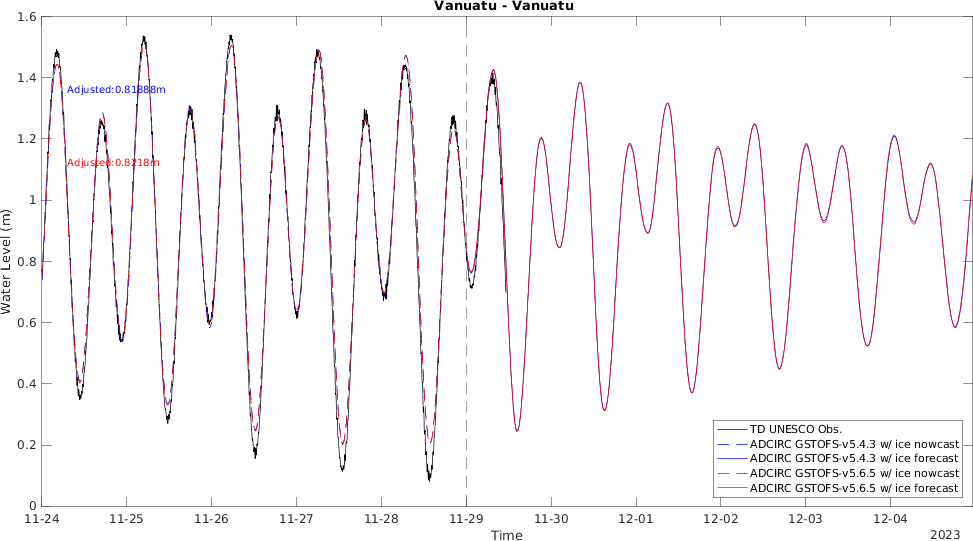 Vanuatu - Vanuatu
1.6
1.4
1.2
1
0.8
0.6
0.4
0.2
0
Water Level (m)
Adjusted:0.81888m
Adjusted:0.8218m
TD UNESCO Obs.
ADCIRC GSTOFS-v5.4.3 w/ ice nowcast
ADCIRC GSTOFS-v5.4.3 w/ ice forecast
ADCIRC GSTOFS-v5.6.5 w/ ice nowcast
ADCIRC GSTOFS-v5.6.5 w/ ice forecast
11-24 11-25 11-26 11-27 11-28 11-29 11-30 12-01 12-02 12-03 12-04
Time
2023